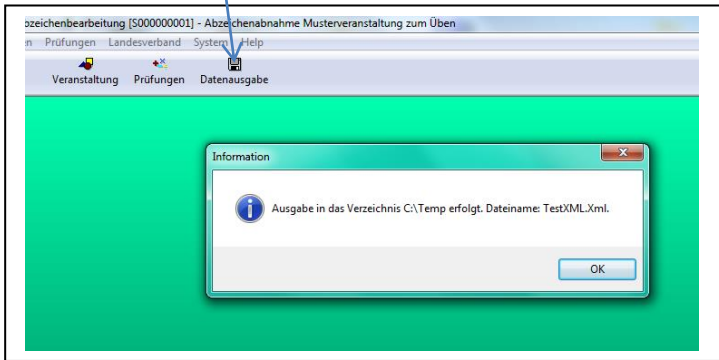 bzeichenbearbeitung [S000000001] - Abzeichenabnahme Musterveranstaltung zum Üben
n Prüfungen Landesverband System Help
Veranstaltung Prüfungen Datenausgabe
Information
Ausgabe in das Verzeichnis C:\Temp erfolgt. Dateiname: TestXML.Xml.
OK